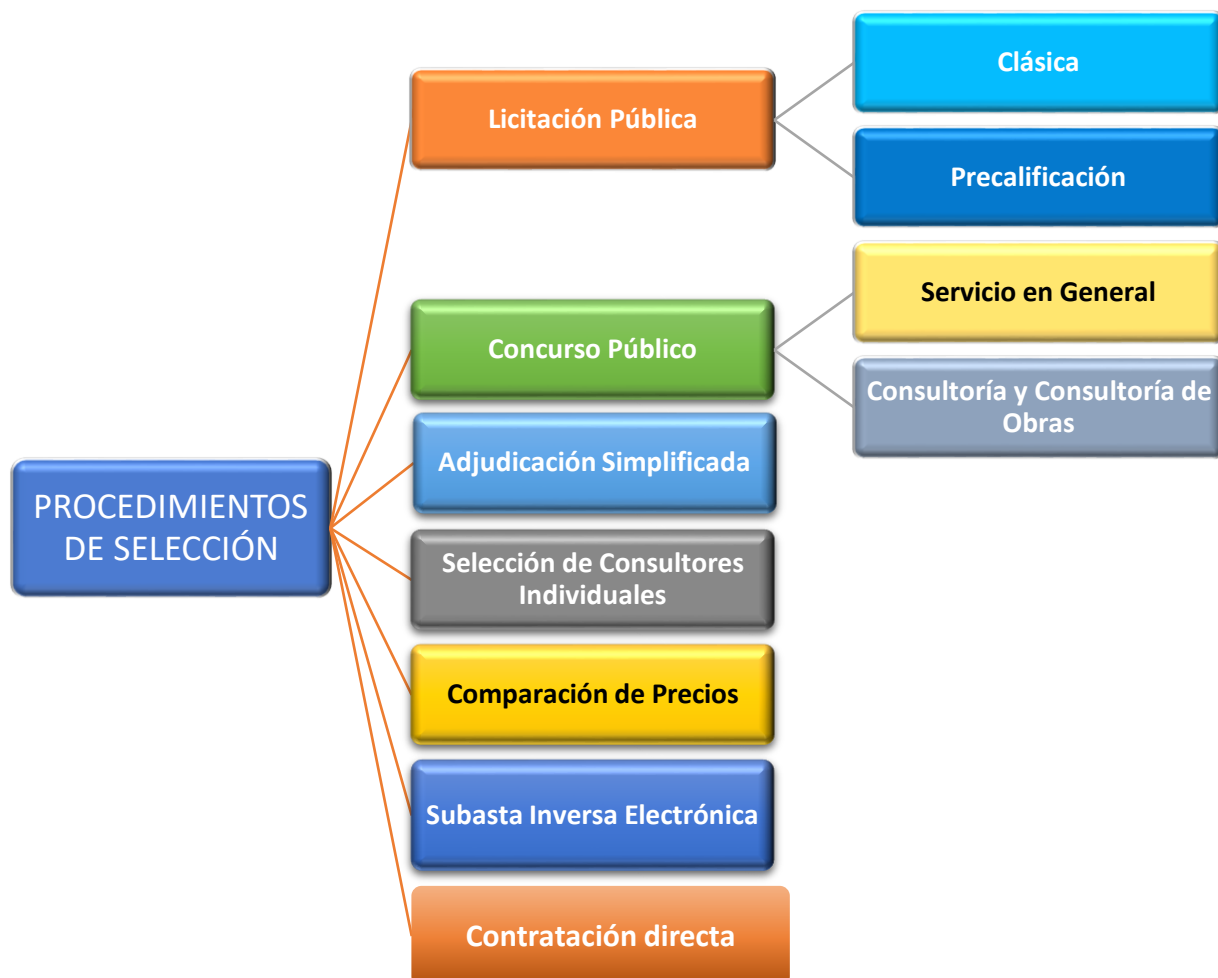 PROCEDIMIENTOS
DE SELECCIÓN
Licitación Pública
Clásica
Precalificación
Concurso Público
Servicio en General
Consultoría y Consultoría de
Obras
Adjudicación Simplificada
Selección de Consultores
Individuales
Comparación de Precios
Subasta Inversa Electrónica
Contratación directa